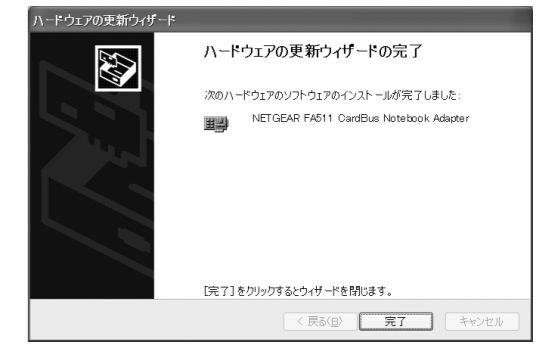 ハードウェアの更新ウィザード
ハードウェアの更新ウィザードの完了
次のハードウェアのソフトウェアのインストールが完了しました:
NETGEAR FA511 CardBus Notebook Adapter
[完了] をクリックするとウィザードを閉じます。
< 戻る(B)
完了
キャンセル